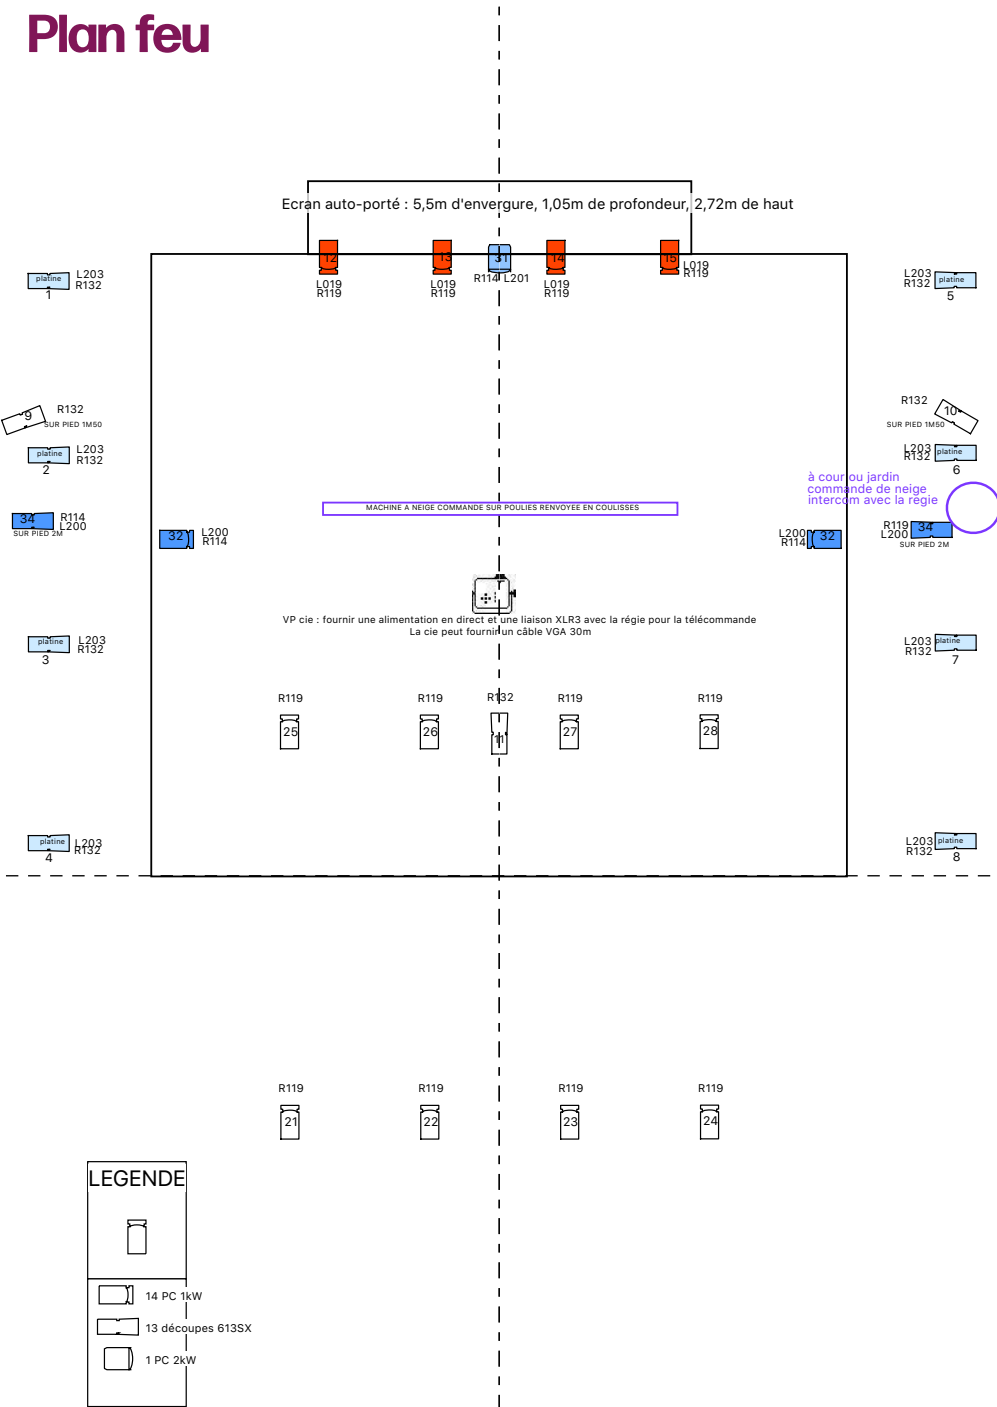 Plan feu
Ecran auto-porté : 5,5m d'envergure, 1,05m de profondeur, 2,72m de haut
12
13
31
14
15
L019
R119
L019
R119
R114 L201
L019
R119
L019
R119
platine
L203
R132
1
L203
R132
5
9
R132
SUR PIED 1M50
R132
10
SUR PIED 1M50
platine
L203
R132
2
L203
R132
platine
6
à cour ou jardin
commande de neige
intercom avec la régie
MACHINE A NEIGE COMMANDE SUR POULIES RENVOYEE EN COULISSES
34
R114
L200
SUR PIED 2M
R119
L200
34
SUR PIED 2M
32
L200
R114
L200
R114
32
VP cie : fournir une alimentation en direct et une liaison XLR3 avec la régie pour la télécommande
La cie peut fournir un câble VGA 30m
platine
L203
R132
3
L203
R132
platine
7
R119
R119
R132
R119
R119
25
26
11
27
28
platine
L203
R132
4
L203
R132
platine
8
R119
R119
R119
R119
21
22
23
24
LEGENDE
14 PC 1kW
13 découpes 613SX
1 PC 2kW